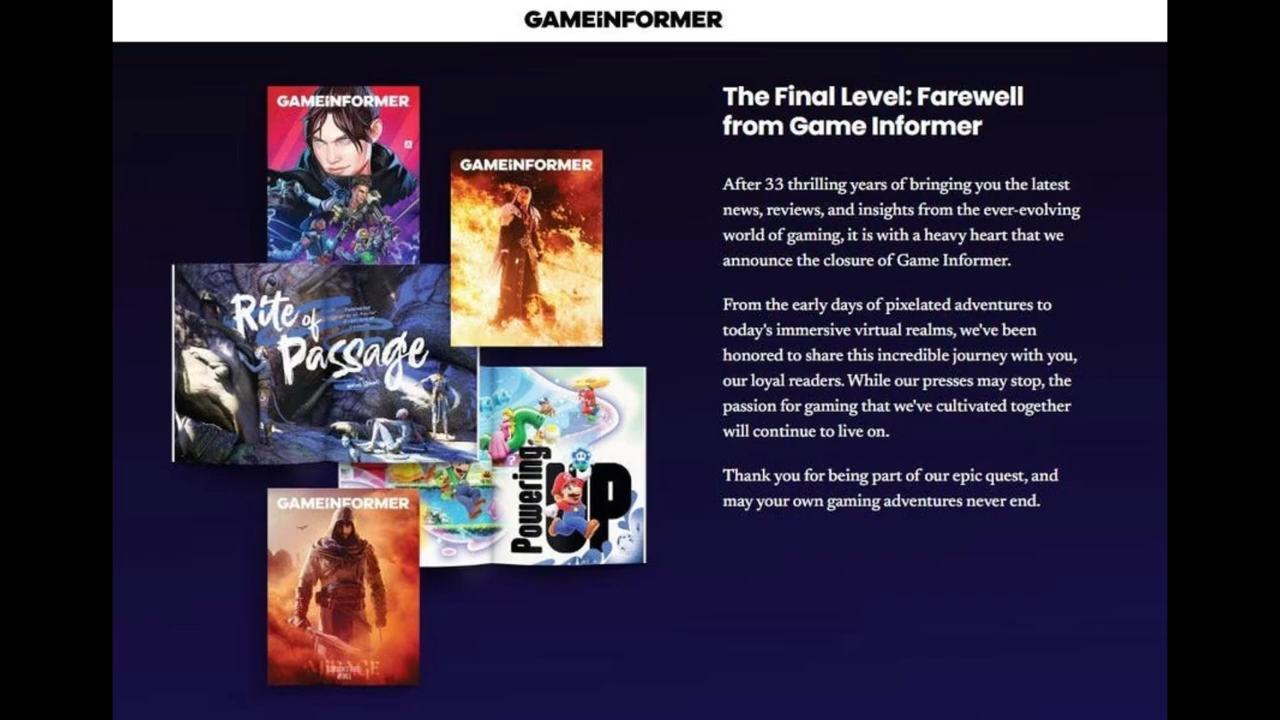 GAMEiNFORMER
GAMEiNFORMER
GAMEiNFORMER
Rite of
Passage
Powering
UP
GAMEiNFORMER
The Final Level: Farewell
from Game Informer
After 33 thrilling years of bringing you the latest
news, reviews, and insights from the ever-evolving
world of gaming, it is with a heavy heart that we
announce the closure of Game Informer.
From the early days of pixelated adventures to
today's immersive virtual realms, we've been
honored to share this incredible journey with you,
our loyal readers. While our presses may stop, the
passion for gaming that we've cultivated together
will continue to live on.
Thank you for being part of our epic quest, and
may your own gaming adventures never end.